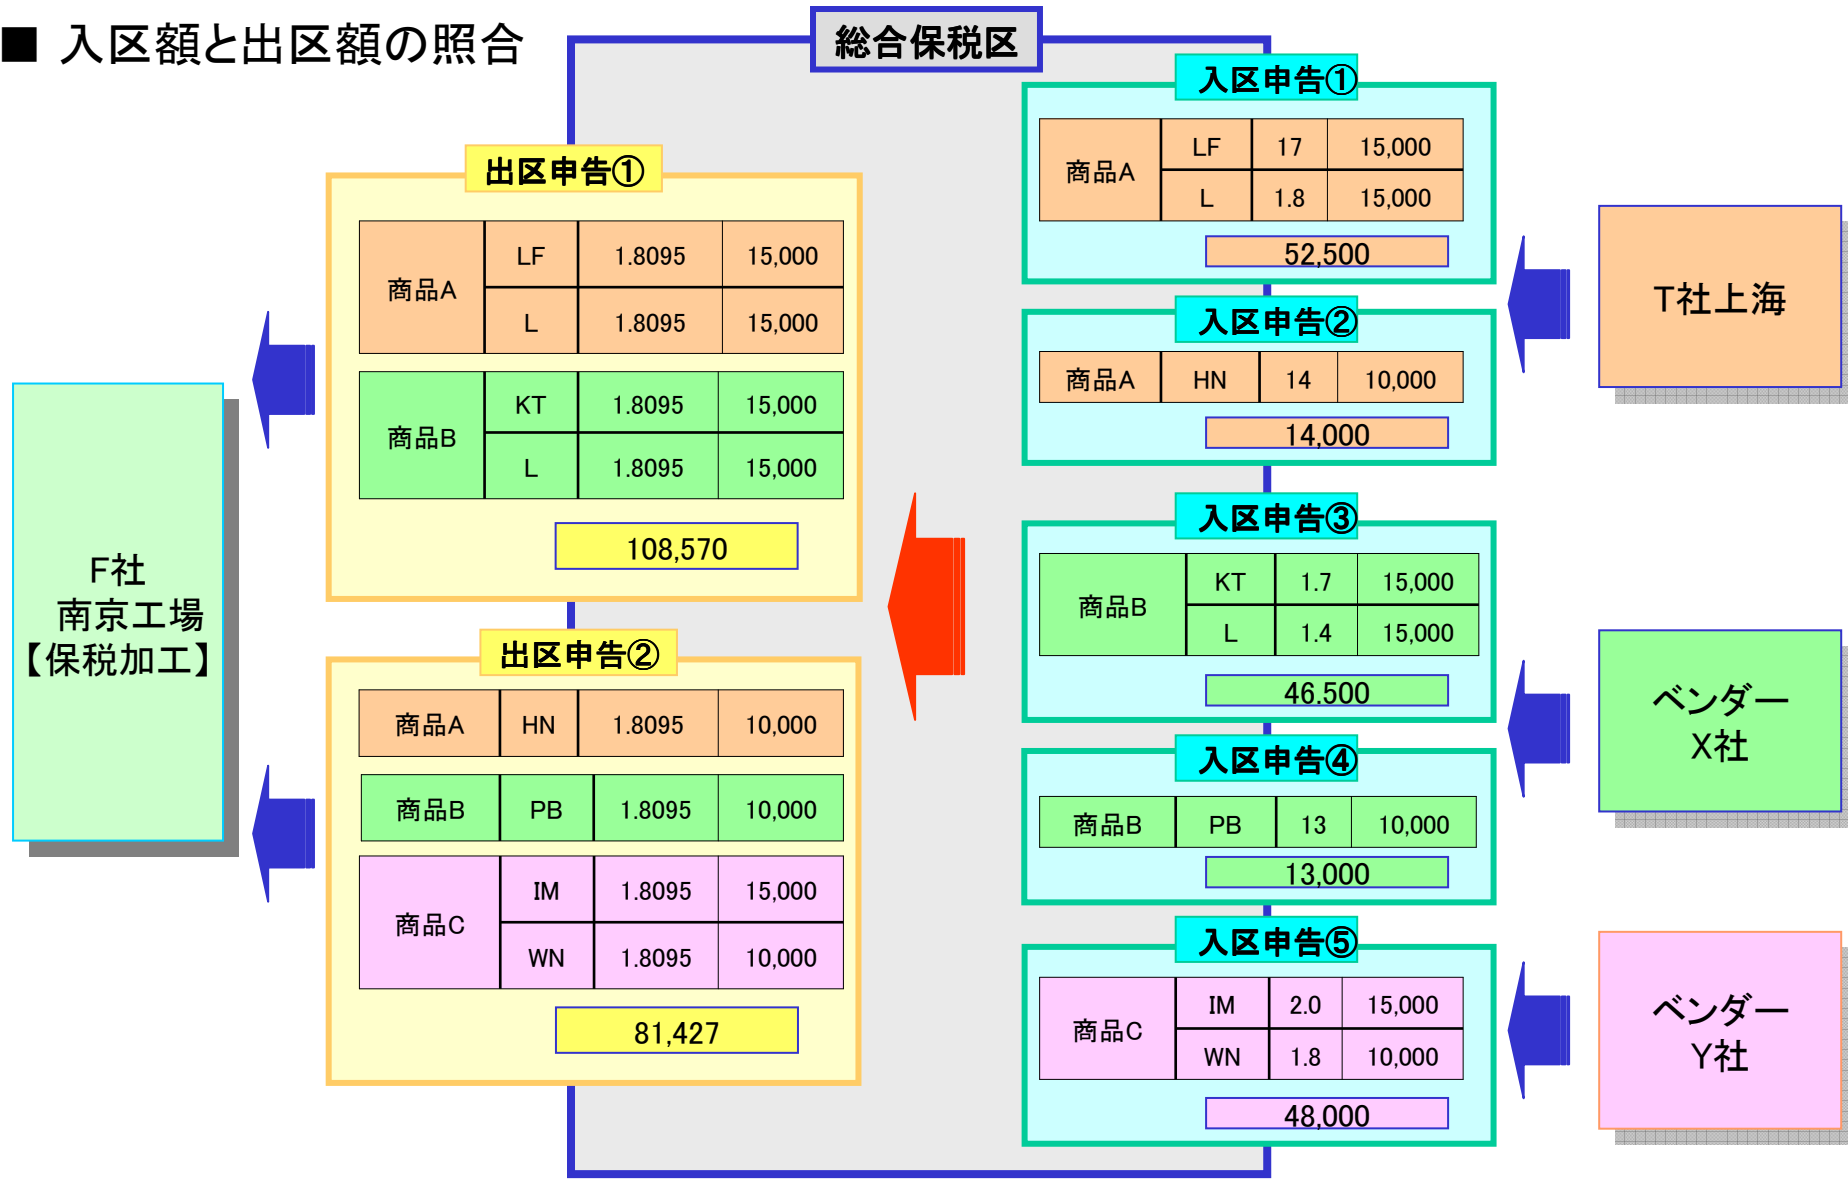 ■ 入区額と出区額の照合
総合保税区
出区申告①
商品A LF 1.8095 15,000
L 1.8095 15,000
商品B KT 1.8095 15,000
L 1.8095 15,000
108,570
出区申告②
商品A HN 1.8095 10,000
商品B PB 1.8095 10,000
商品C IM 1.8095 15,000
WN 1.8095 10,000
81,427
F社
南京工場
【保税加工】
入区申告①
商品A LF 17 15,000
L 1.8 15,000
52,500
入区申告②
商品A HN 14 10,000
14,000
入区申告③
商品B KT 1.7 15,000
L 1.4 15,000
46.500
入区申告④
商品B PB 13 10,000
13,000
入区申告⑤
商品C IM 2.0 15,000
WN 1.8 10,000
48,000
T社上海
ベンダー
X社
ベンダー
Y社